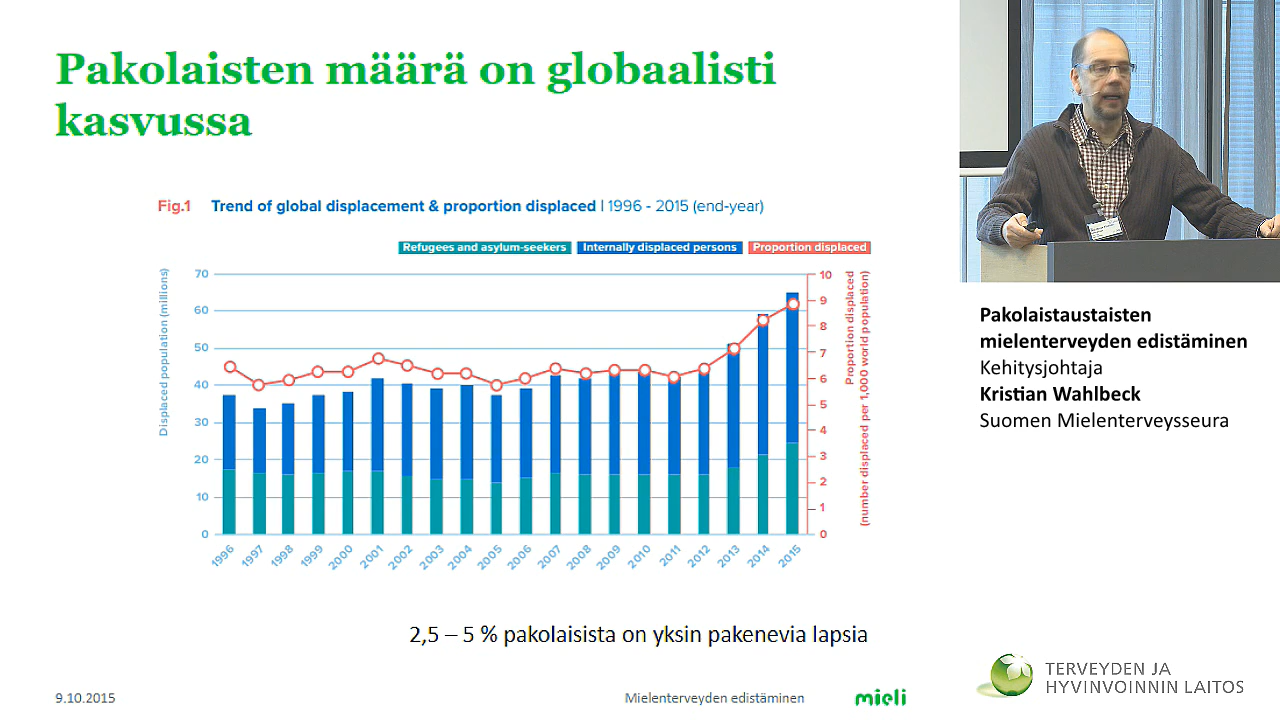 Pakolaisten määrä on globaalisti
kasvussa
Fig.1 Trend of global displacement & proportion displaced | 1996 - 2015 (end-year)
Refugees and asylum-seekers Internally displaced persons Proportion displaced
Displaced population (millions)
70
60
50
40
30
20
10
0
10
9
8
7
6
5
4
3
2
1
0
Proportion displaced
(number displaced per 1,000 world population)
1996 1997 1998 1999 2000 2001 2002 2003 2004 2005 2006 2007 2008 2009 2010 2011 2012 2013 2014 2015
2,5 – 5 % pakolaisista on yksin pakenevia lapsia
9.10.2015 Mielenterveyden edistäminen mieli
Pakolaistaustaisten
mielenterveyden edistäminen
Kehitysjohtaja
Kristian Wahlbeck
Suomen Mielenterveysseura
TERVEYDEN JA
HYVINVOINNIN LAITOS